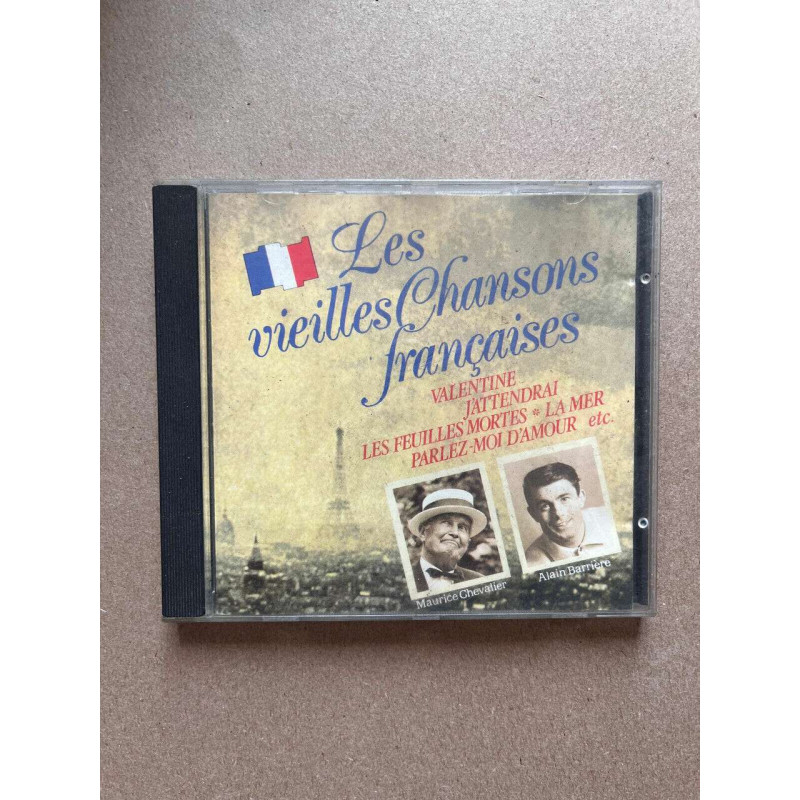 Les
vieilles Chansons
françaises
VALENTINE
J'ATTENDRAI
LES FEUILLES MORTES * LA MER
PARLEZ-MOI D'AMOUR etc.
Maurice Chevalier
Alain Barrière